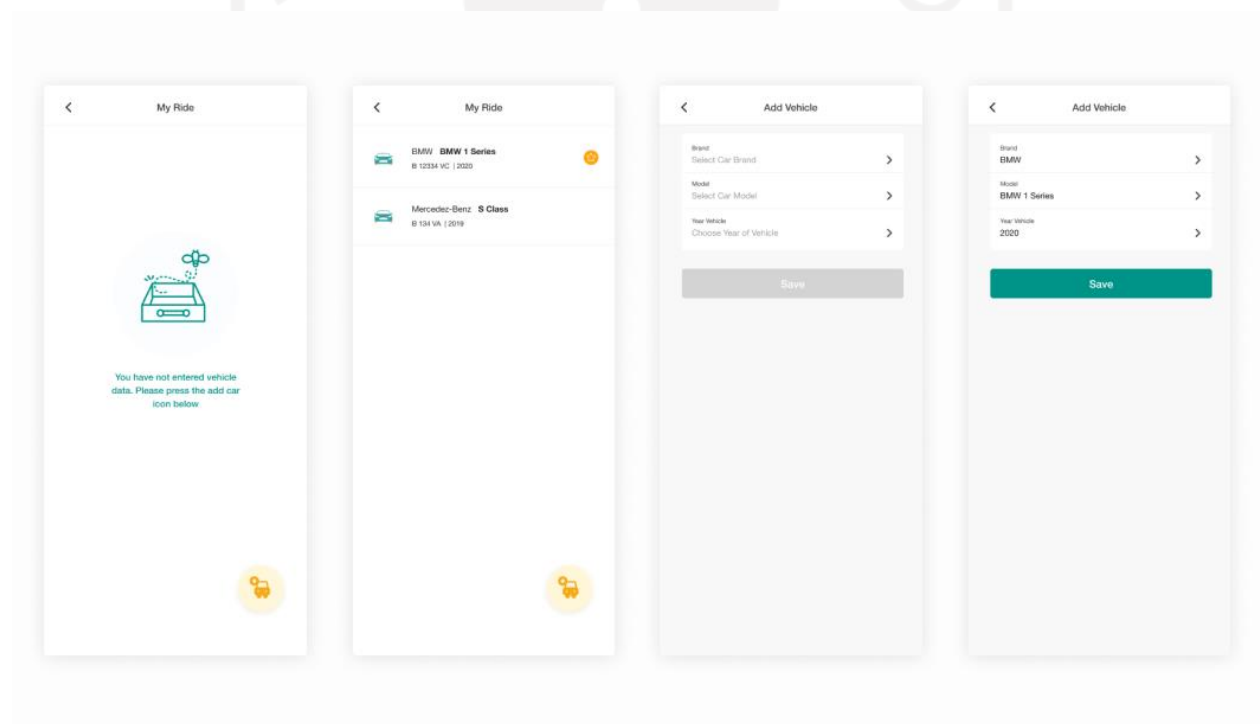 My Ride
You have not entered vehicle
data. Please press the add car
icon below
My Ride
BMW BMW 1 Series
B 12334 VC | 2020
Mercedez-Benz S Class
B 134 VA | 2019
Add Vehicle
Brand
Select Car Brand
Model
Select Car Model
Year Vehicle
Choose Year of Vehicle
Save
Add Vehicle
Brand
BMW
Model
BMW 1 Series
Year Vehicle
2020
Save